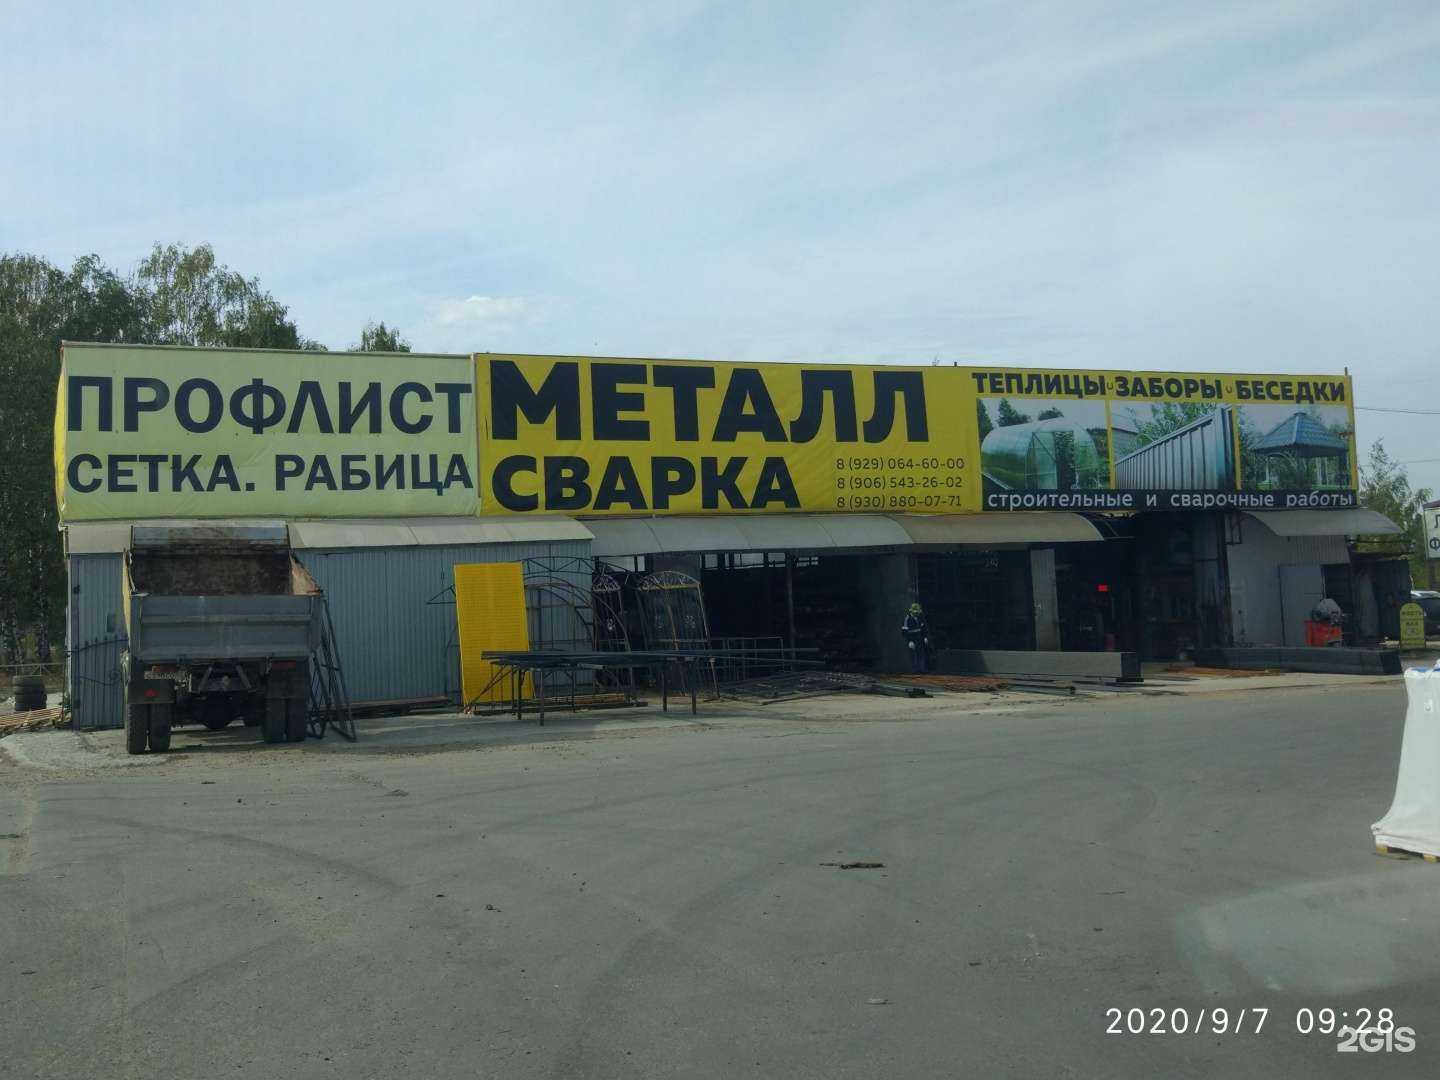 ПРОФЛИСТ
СЕТКА. РАБИЦА
МЕТАЛЛ
СВАРКА
8 (929) 064-60-00
8 (906) 543-26-02
8 (930) 880-07-71
ТЕПЛИЦЫ и ЗАБОРЫ и БЕСЕДКИ
строительные и сварочные работы
2020/9/7 09:28
2GIS